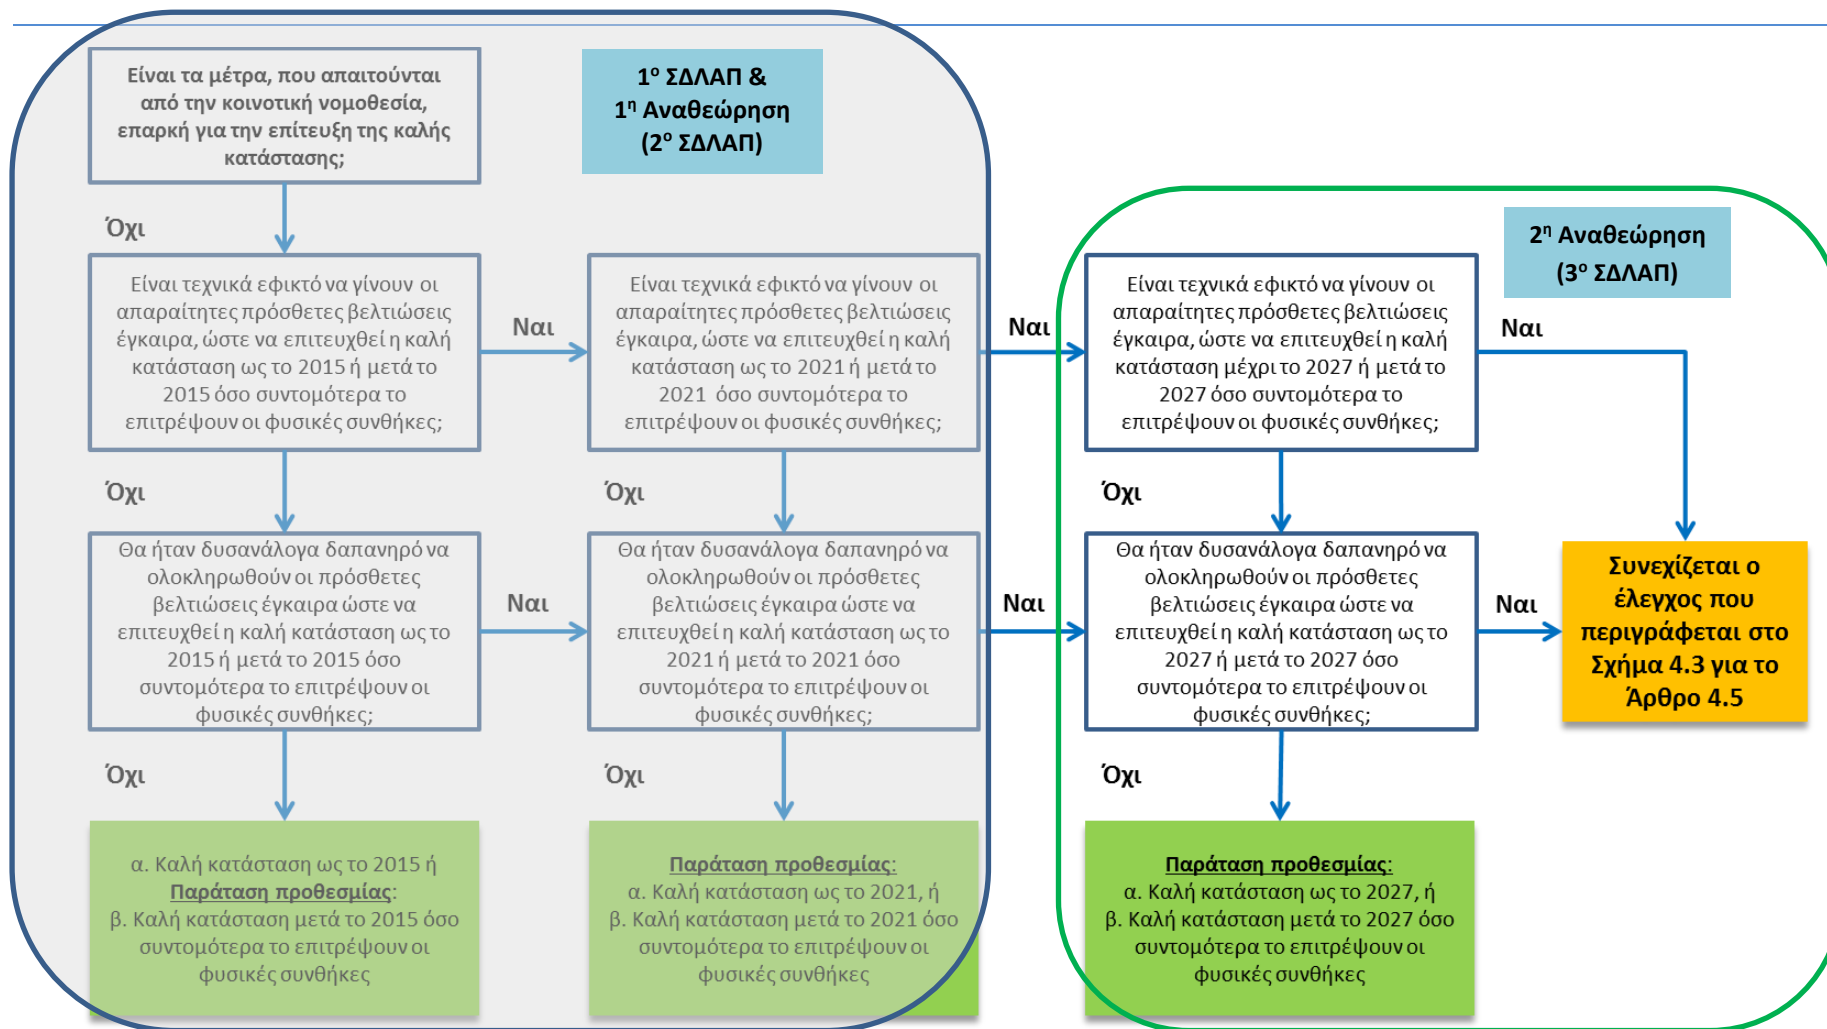 Είναι τα μέτρα, που απαιτούνται
από την κοινοτική νομοθεσία,
επαρκή για την επίτευξη της καλής
κατάστασης;
1ο ΣΔΛΑΠ &
1η Αναθεώρηση
(2ο ΣΔΛΑΠ)
2η Αναθεώρηση
(3ο ΣΔΛΑΠ)
Όχι
Είναι τεχνικά εφικτό να γίνουν οι
απαραίτητες πρόσθετες βελτιώσεις
έγκαιρα, ώστε να επιτευχθεί η καλή
κατάσταση ως το 2015 ή μετά το
2015 όσο συντομότερα το
επιτρέψουν οι φυσικές συνθήκες;
Ναι
Είναι τεχνικά εφικτό να γίνουν οι
απαραίτητες πρόσθετες βελτιώσεις
έγκαιρα, ώστε να επιτευχθεί η καλή
κατάσταση ως το 2021 ή μετά το
2021 όσο συντομότερα το
επιτρέψουν οι φυσικές συνθήκες;
Ναι
Είναι τεχνικά εφικτό να γίνουν οι
απαραίτητες πρόσθετες βελτιώσεις
έγκαιρα, ώστε να επιτευχθεί η καλή
κατάσταση μέχρι το 2027 ή μετά το
2027 όσο συντομότερα το
επιτρέψουν οι φυσικές συνθήκες;
Ναι
Όχι
Όχι
Όχι
Θα ήταν δυσανάλογα δαπανηρό να
ολοκληρωθούν οι πρόσθετες
βελτιώσεις έγκαιρα ώστε να
επιτευχθεί η καλή κατάσταση ως το
2015 ή μετά το 2015 όσο
συντομότερα το επιτρέψουν οι
φυσικές συνθήκες;
Ναι
Θα ήταν δυσανάλογα δαπανηρό να
ολοκληρωθούν οι πρόσθετες
βελτιώσεις έγκαιρα ώστε να
επιτευχθεί η καλή κατάσταση ως το
2021 ή μετά το 2021 όσο
συντομότερα το επιτρέψουν οι
φυσικές συνθήκες;
Ναι
Θα ήταν δυσανάλογα δαπανηρό να
ολοκληρωθούν οι πρόσθετες
βελτιώσεις έγκαιρα ώστε να
επιτευχθεί η καλή κατάσταση ως το
2027 ή μετά το 2027 όσο
συντομότερα το επιτρέψουν οι
φυσικές συνθήκες;
Ναι
Συνεχίζεται ο
έλεγχος που
περιγράφεται στο
Σχήμα 4.3 για το
Άρθρο 4.5
Όχι
Όχι
Όχι
α. Καλή κατάσταση ως το 2015 ή
Παράταση προθεσμίας:
β. Καλή κατάσταση μετά το 2015 όσο
συντομότερα το επιτρέψουν οι
φυσικές συνθήκες
Παράταση προθεσμίας:
α. Καλή κατάσταση ως το 2021, ή
β. Καλή κατάσταση μετά το 2021 όσο
συντομότερα το επιτρέψουν οι
φυσικές συνθήκες
Παράταση προθεσμίας:
α. Καλή κατάσταση ως το 2027, ή
β. Καλή κατάσταση μετά το 2027 όσο
συντομότερα το επιτρέψουν οι
φυσικές συνθήκες